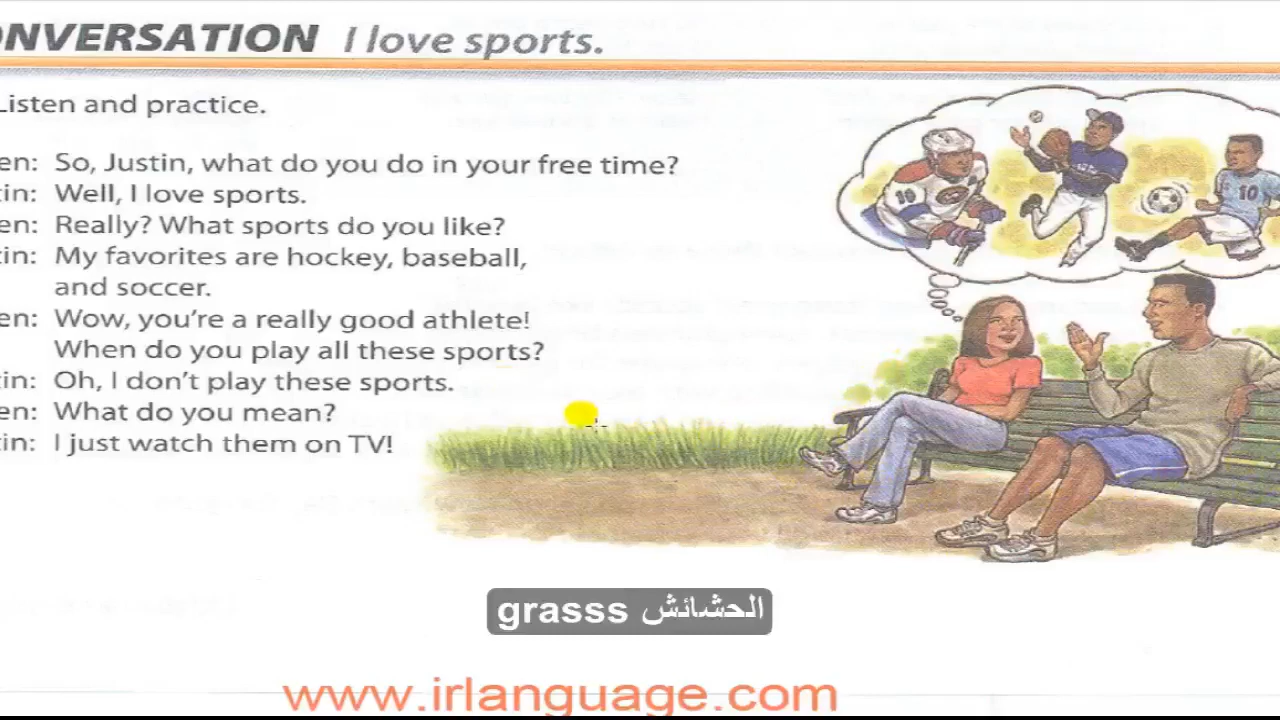 ONVERSATION I love sports.
Listen and practice.
en: So, Justin, what do you do in your free time?
tin: Well, I love sports.
en: Really? What sports do you like?
tin: My favorites are hockey, baseball,
and soccer.
en: Wow, you're a really good athlete!
When do you play all these sports?
tin: Oh, I don't play these sports.
en: What do you mean?
tin: I just watch them on TV!
10
10
grasss الحشائش
www.irlanguage.com